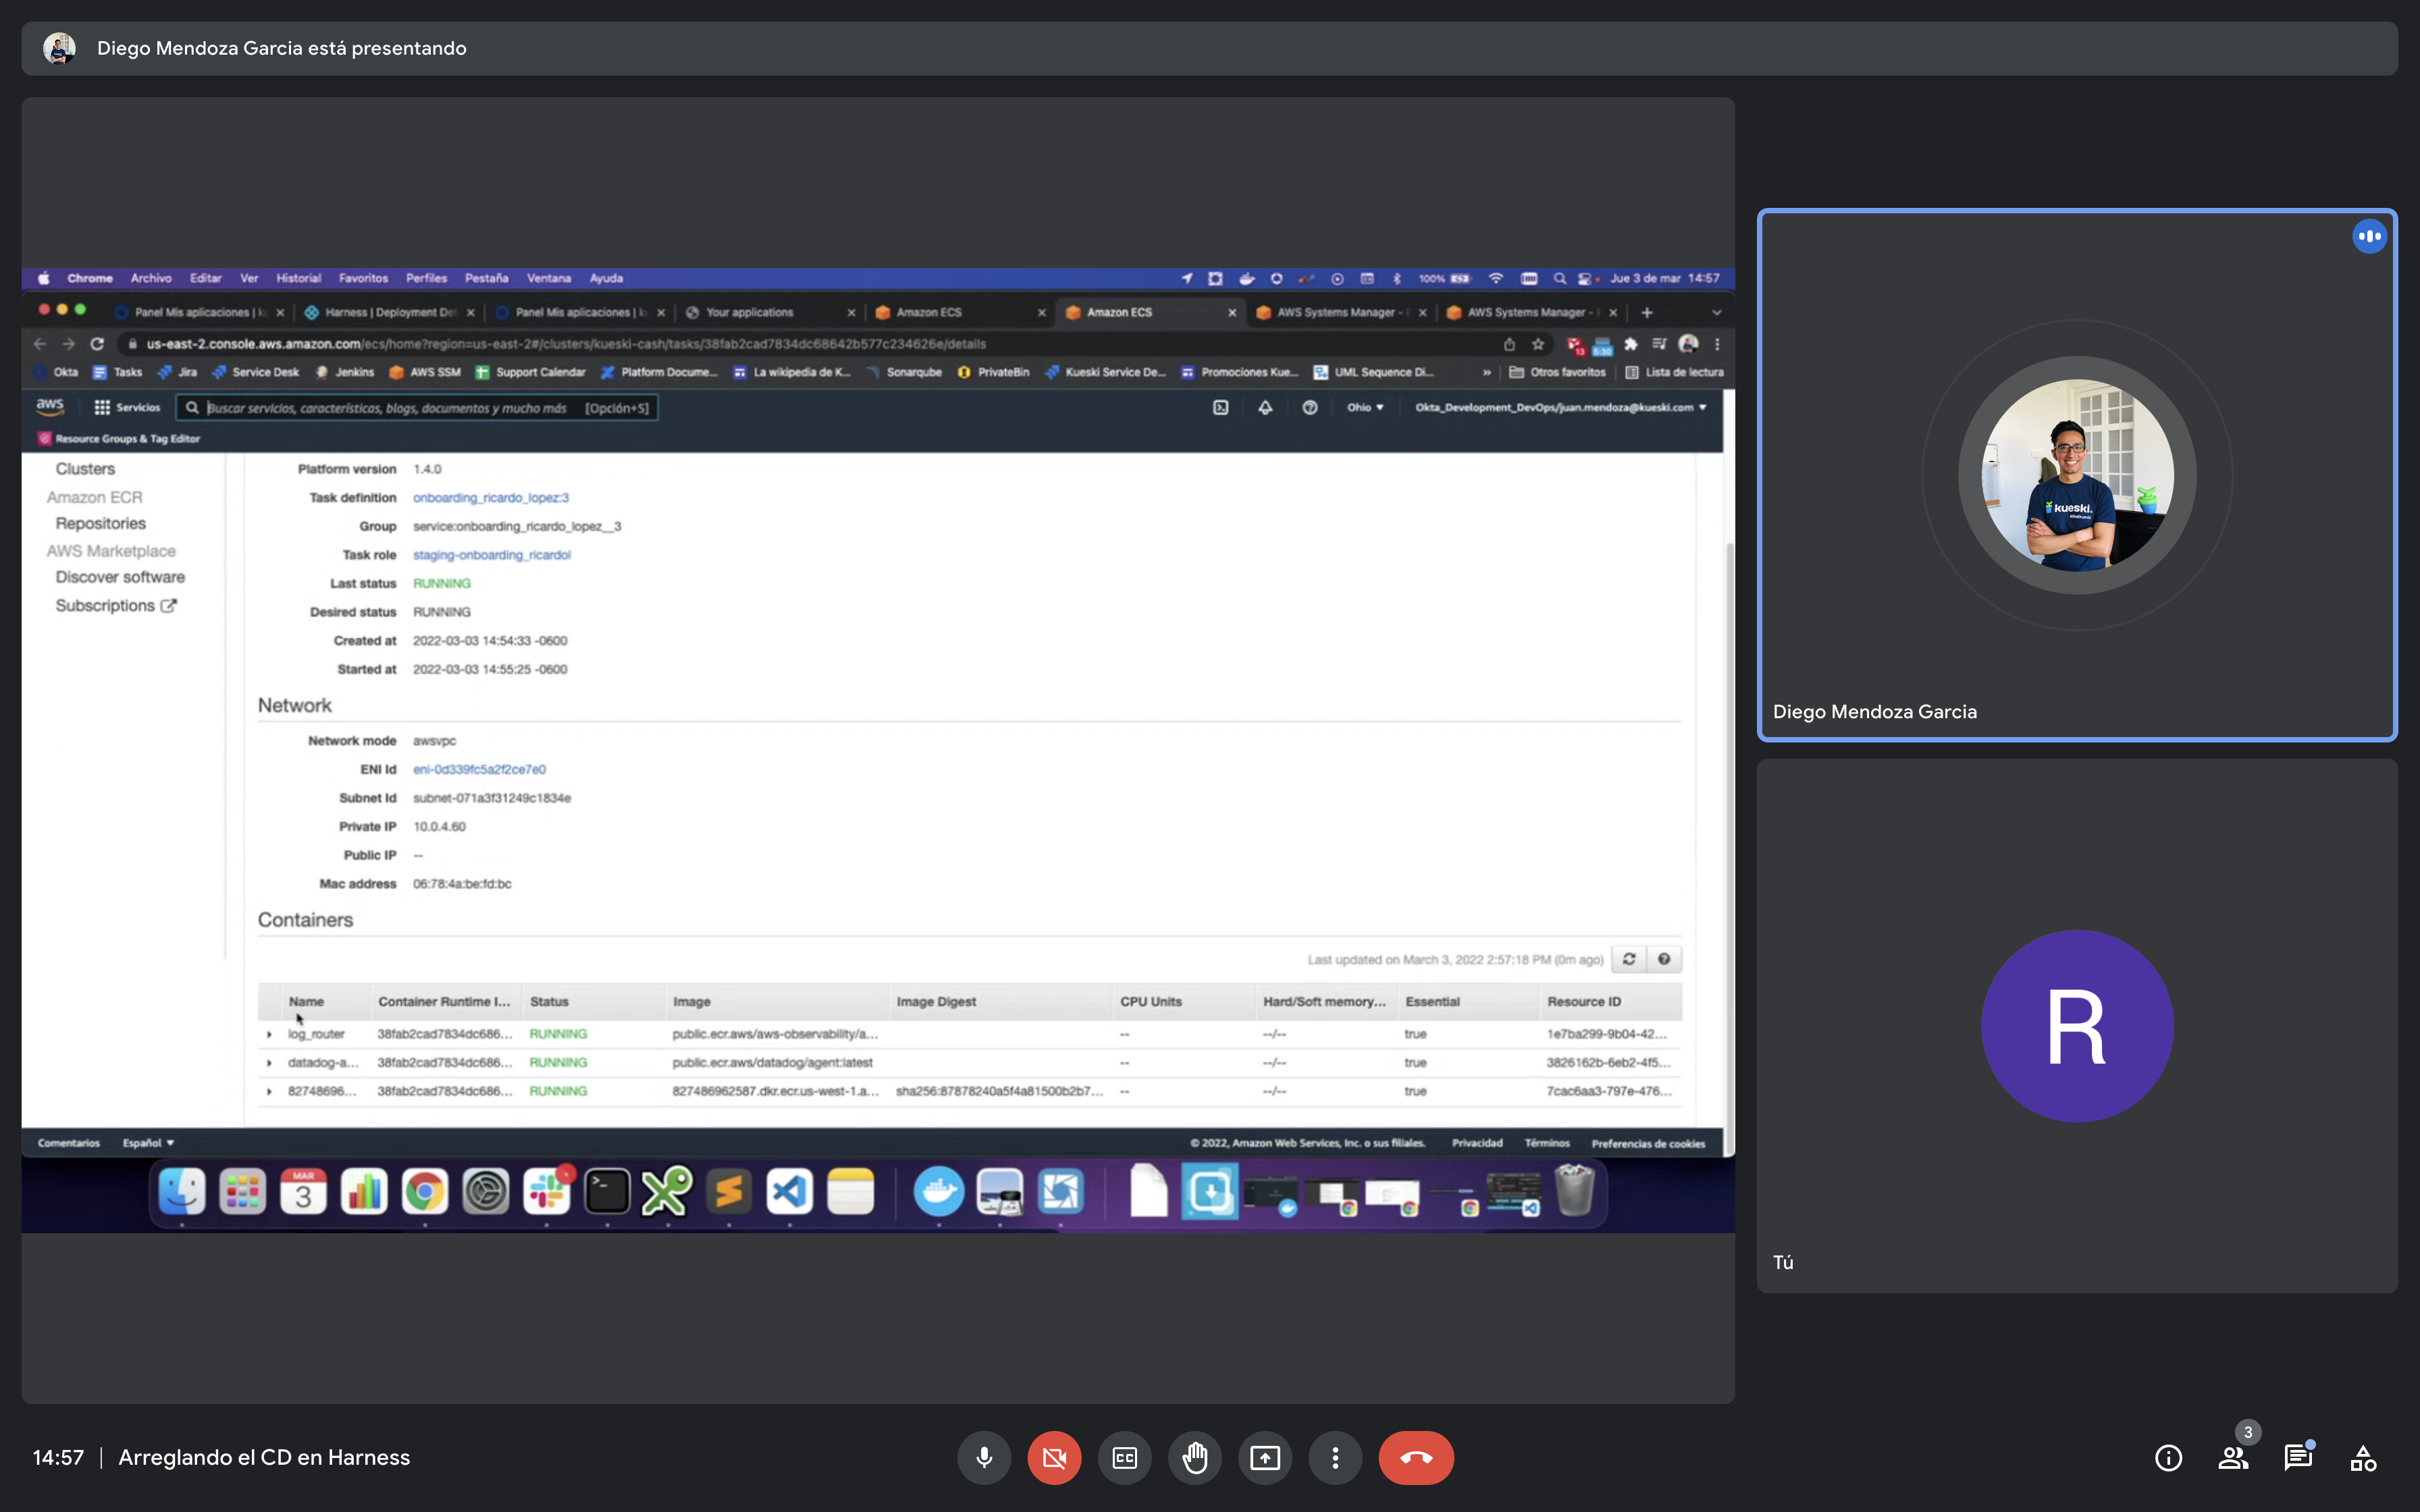 Diego Mendoza Garcia está presentando
Chrome Archivo Editar Ver Historial Favoritos Perfiles Pestaña Ventana Ayuda 100% Jue 3 de mar 14:57
Panel Mis aplicaciones | Harness | Deployment De Panel Mis aplicaciones | Your applications Amazon ECS Amazon ECS AWS Systems Manager - AWS Systems Manager -
us-east-2.console.aws.amazon.com/ecs/home?region=us-east-2#/clusters/kueski-cash/tasks/38fab2cad7834dc68642b577c234626e/details 13 5:30
Okta Tasks Jira Service Desk Jenkins AWS SSM Support Calendar Platform Docume... La wikipedia de K... Sonarqube PrivateBin Kueski Service De... Promociones Kue... UML Sequence Di... » Otros favoritos Lista de lectura
aws Servicios Buscar servicios, características, blogs, documentos y mucho más [Opción+S] Ohio Okta_Development_DevOps/juan.mendoza@kueski.com
Resource Groups & Tag Editor
Clusters
Amazon ECR
Repositories
AWS Marketplace
Discover software
Subscriptions
Platform version 1.4.0
Task definition onboarding_ricardo_lopez:3
Group service:onboarding_ricardo_lopez__3
Task role staging-onboarding_ricardol
Last status RUNNING
Desired status RUNNING
Created at 2022-03-03 14:54:33 -0600
Started at 2022-03-03 14:55:25 -0600
Network
Network mode awsvpc
ENI Id eni-0d339fc5a2f2ce7e0
Subnet Id subnet-071a3f31249c1834e
Private IP 10.0.4.60
Public IP --
Mac address 06:78:4a:be:fd:bc
Containers
Last updated on March 3, 2022 2:57:18 PM (0m ago)
Name Container Runtime I... Status Image Image Digest CPU Units Hard/Soft memory... Essential Resource ID
log_router 38fab2cad7834dc686... RUNNING public.ecr.aws/aws-observability/a... -- --/-- true 1e7ba299-9b04-42...
datadog-a... 38fab2cad7834dc686... RUNNING public.ecr.aws/datadog/agent:latest -- --/-- true 3826162b-6eb2-4f5...
82748696... 38fab2cad7834dc686... RUNNING 827486962587.dkr.ecr.us-west-1.a... sha256:87878240a5f4a81500b2b7... -- --/-- true 7cac6aa3-797e-476...
Comentarios Español © 2022, Amazon Web Services, Inc. o sus filiales. Privacidad Términos Preferencias de cookies
MAR
3
kueski.
Diego Mendoza Garcia
R
Tú
14:57 | Arreglando el CD en Harness
CC
3